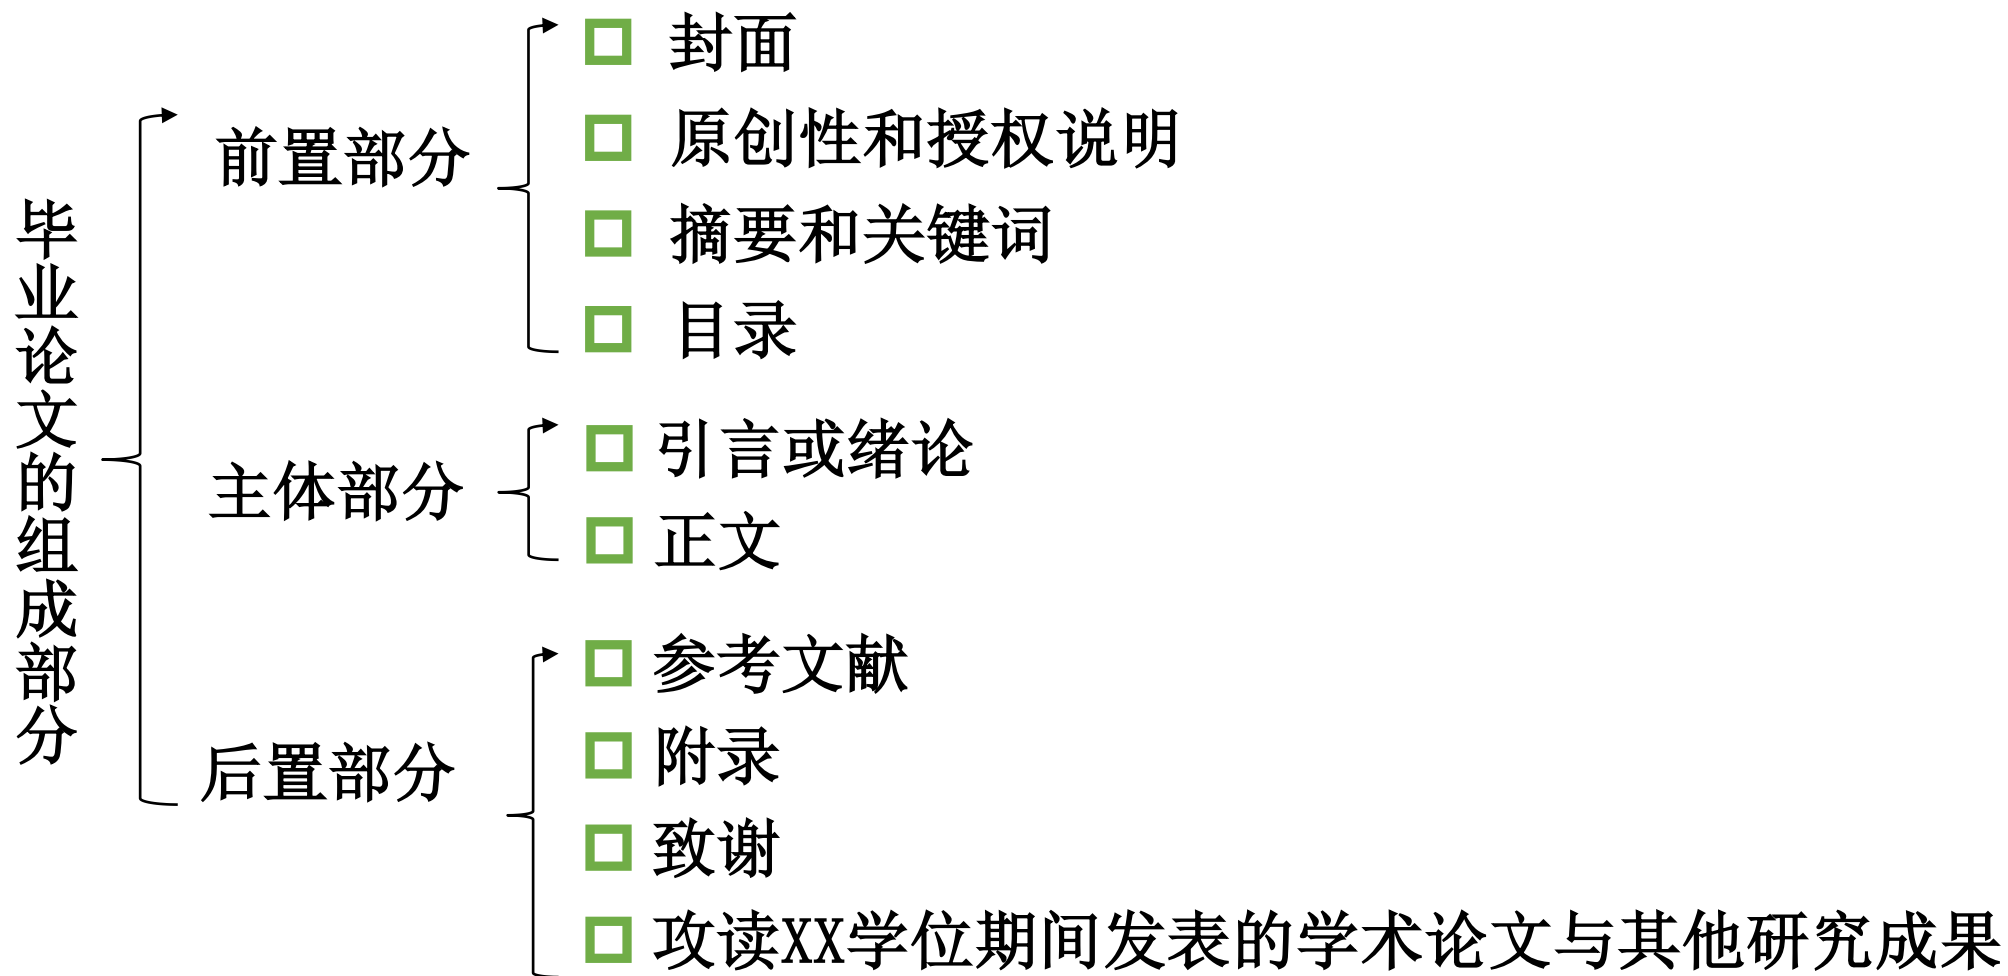 毕业论文的组成部分
前置部分
封面
原创性和授权说明
摘要和关键词
目录
主体部分
引言或绪论
正文
后置部分
参考文献
附录
致谢
攻读XX学位期间发表的学术论文与其他研究成果